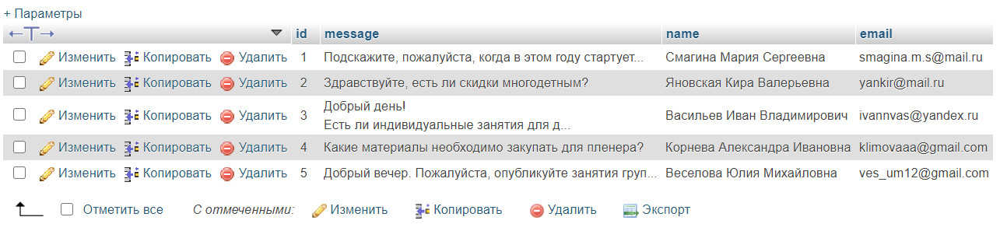 + Параметры
id message name email
Изменить Копировать Удалить 1 Подскажите, пожалуйста, когда в этом году стартует... Смагина Мария Сергеевна smagina.m.s@mail.ru
Изменить Копировать Удалить 2 Здравствуйте, есть ли скидки многодетным? Яновская Кира Валерьевна yankir@mail.ru
Изменить Копировать Удалить 3 Добрый день!
Есть ли индивидуальные занятия для д... Васильев Иван Владимирович ivannvas@yandex.ru
Изменить Копировать Удалить 4 Какие материалы необходимо закупать для пленера? Корнева Александра Ивановна klimovaaa@gmail.com
Изменить Копировать Удалить 5 Добрый вечер. Пожалуйста, опубликуйте занятия груп... Веселова Юлия Михайловна ves_um12@gmail.com
Отметить все С отмеченными: Изменить Копировать Удалить Экспорт